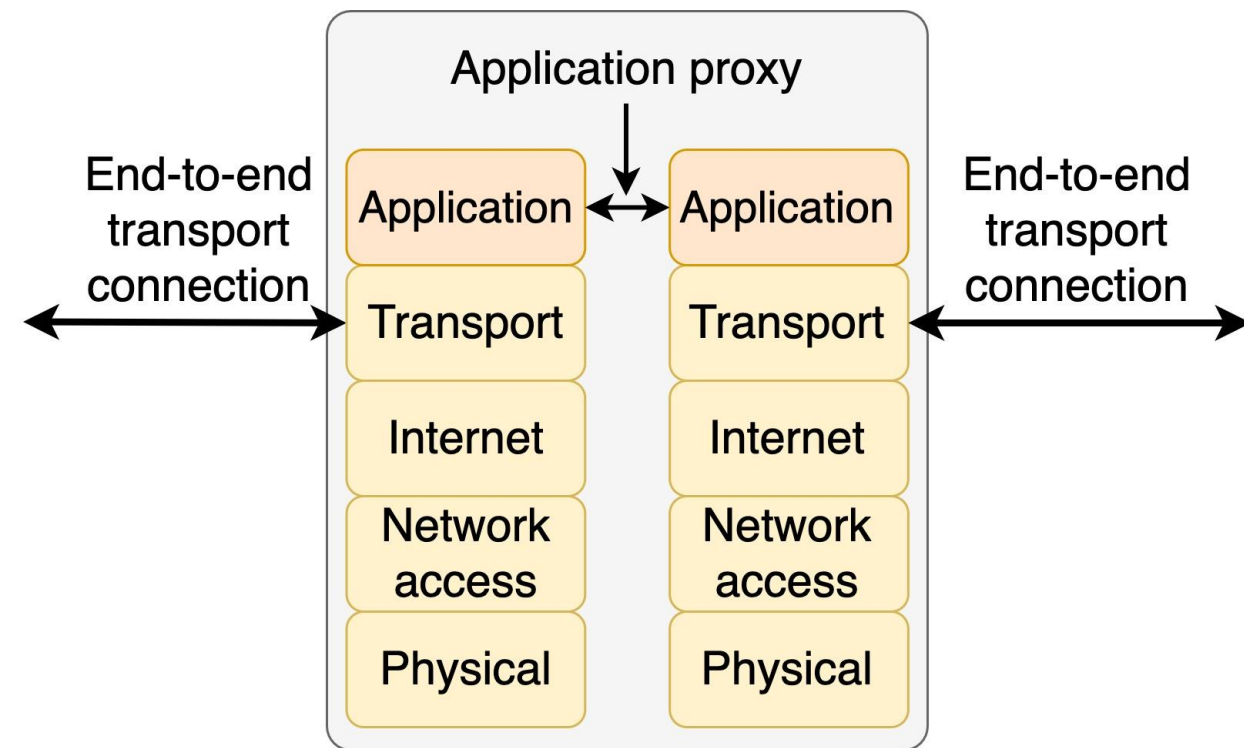 Application proxy
End-to-end
transport
connection
Application
Application
End-to-end
transport
connection
Transport
Transport
Internet
Internet
Network
access
Network
access
Physical
Physical